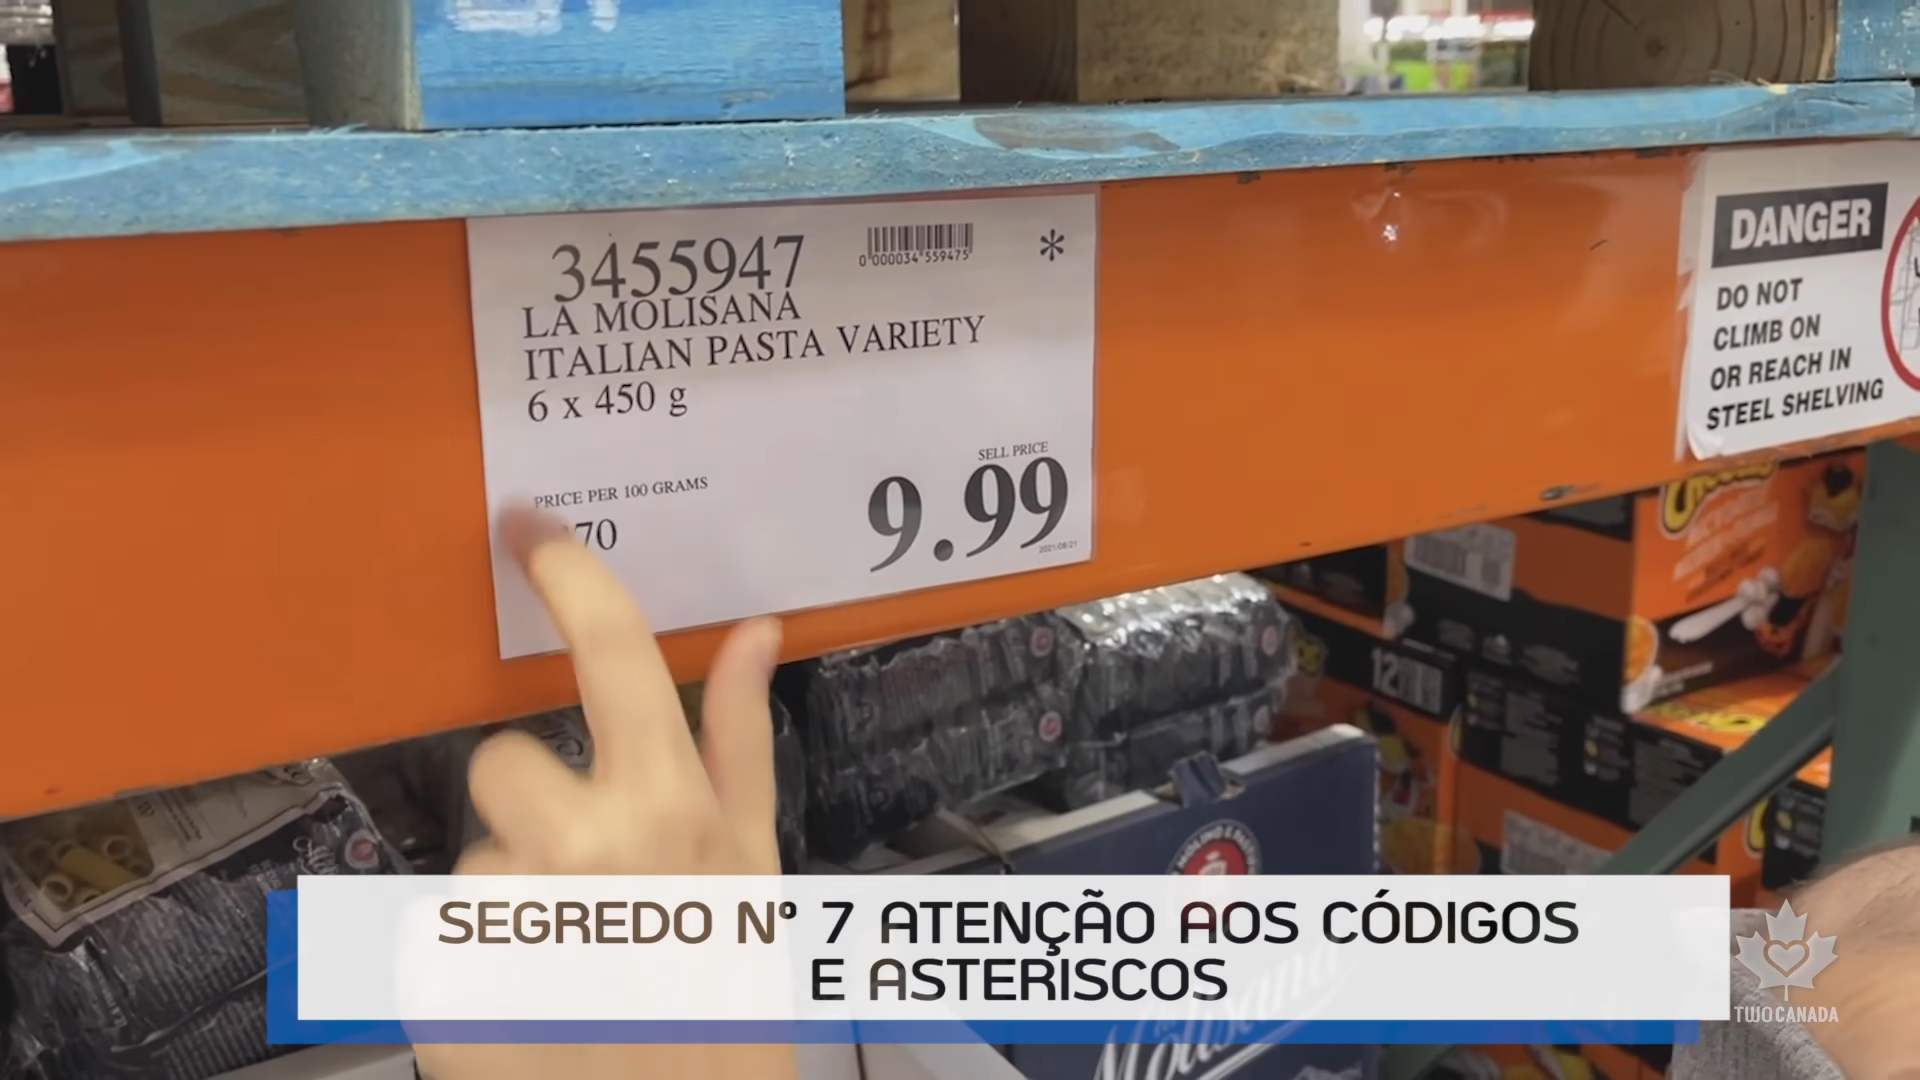 3455947
0 000034 559475
*
LA MOLISANA
ITALIAN PASTA VARIETY
6 x 450 g
PRICE PER 100 GRAMS
70
SELL PRICE
9.99
2021/08/21
DANGER
DO NOT
CLIMB ON
OR REACH IN
STEEL SHELVING
SEGREDO Nº 7 ATENÇÃO AOS CÓDIGOS
E ASTERISCOS
TWO CANADA
Molisana